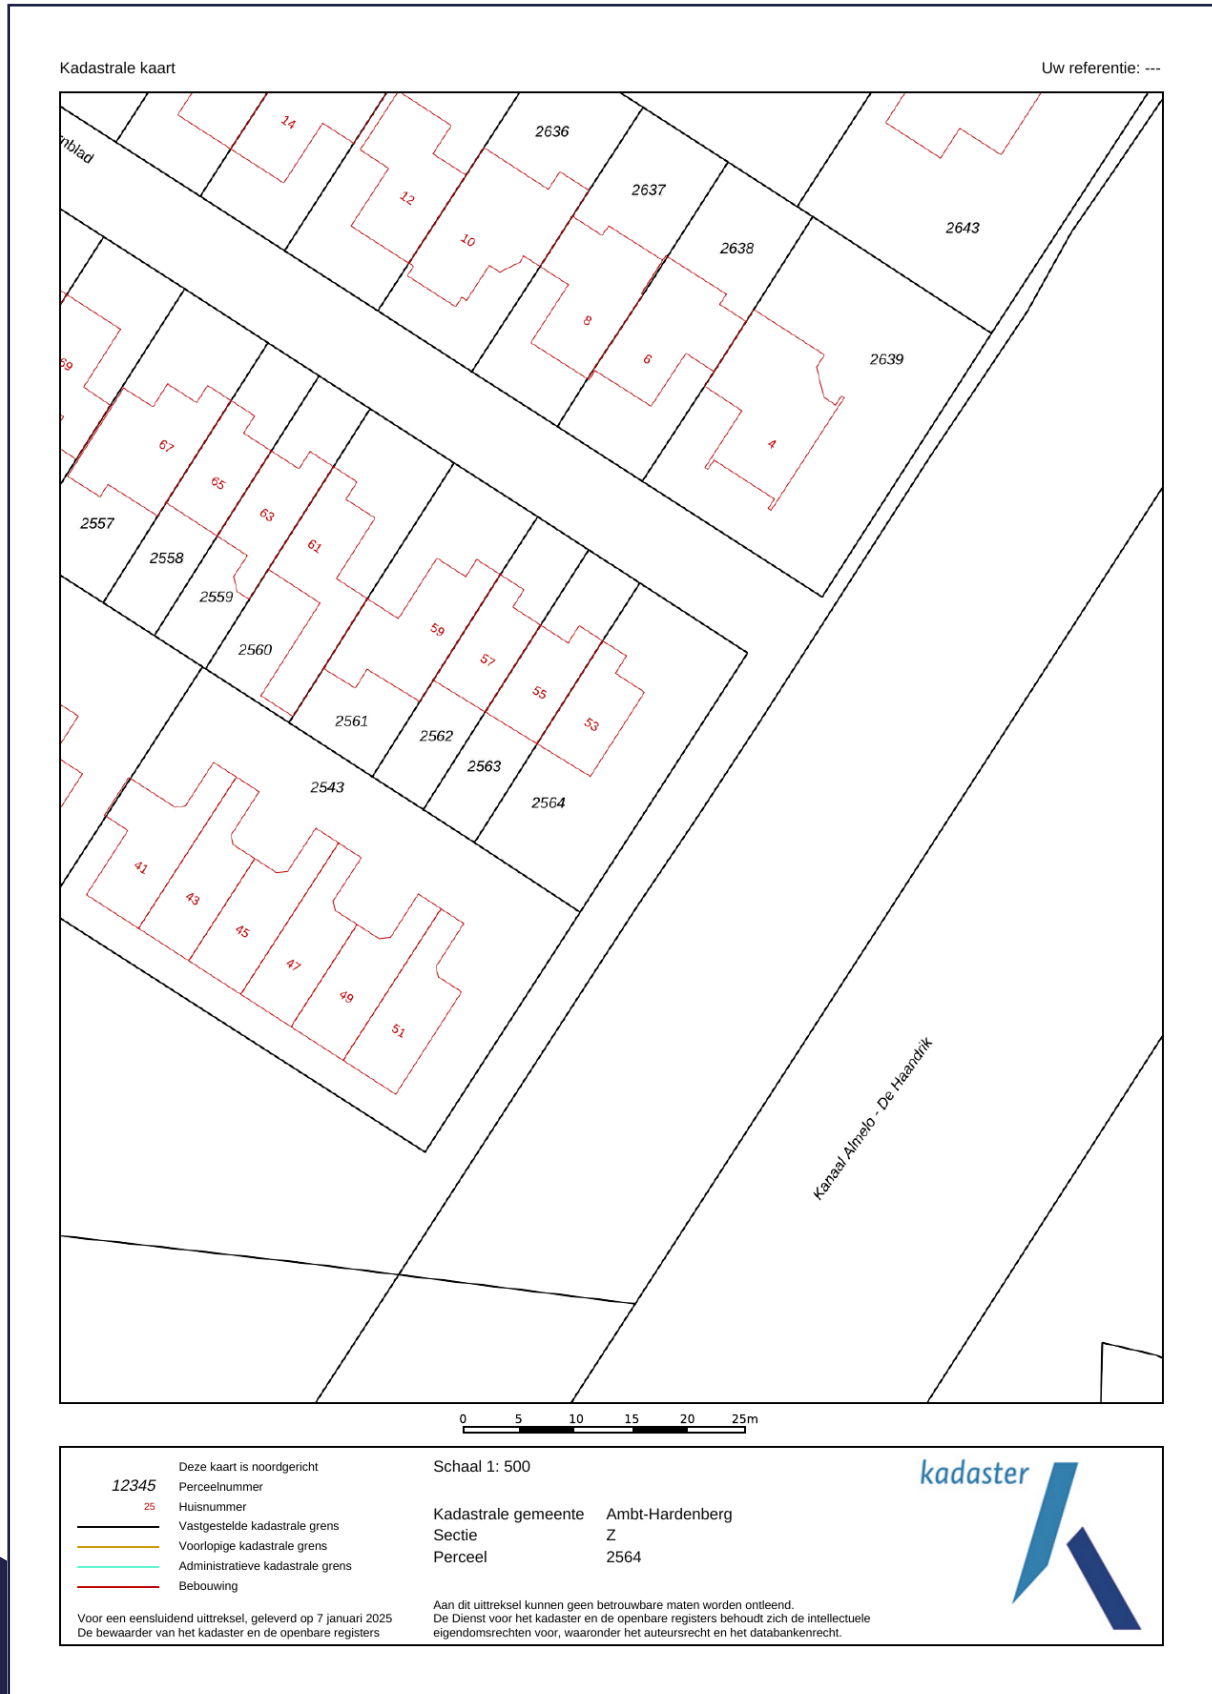 Kadastrale kaart
Uw referentie: ---
14
2636
rnblad
12
2637
10
2643
2638
8
6
2639
69
4
67
65
63
61
2557
2558
2559
59
2560
57
55
53
2561
2562
2563
2543
2564
41
43
45
47
49
51
Kanaal Almelo - De Haandrik
0 5 10 15 20 25m
Deze kaart is noordgericht
12345 Perceelnummer
25 Huisnummer
Vastgestelde kadastrale grens
Voorlopige kadastrale grens
Administratieve kadastrale grens
Bebouwing
Voor een eensluidend uittreksel, geleverd op 7 januari 2025
De bewaarder van het kadaster en de openbare registers
Schaal 1: 500
Kadastrale gemeente Ambt-Hardenberg
Sectie Z
Perceel 2564
Aan dit uittreksel kunnen geen betrouwbare maten worden ontleend.
De Dienst voor het kadaster en de openbare registers behoudt zich de intellectuele
eigendomsrechten voor, waaronder het auteursrecht en het databankenrecht.
kadaster